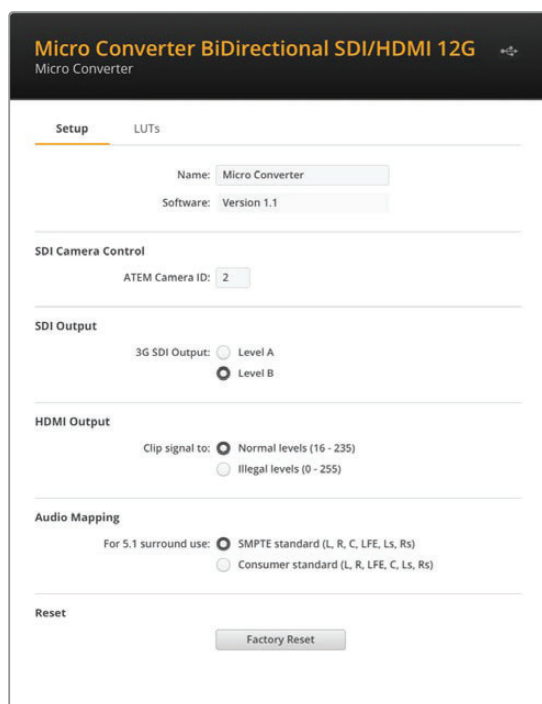 Micro Converter BiDirectional SDI/HDMI 12G
Micro Converter
Setup LUTs
Name: Micro Converter
Software: Version 1.1
SDI Camera Control
ATEM Camera ID: 2
SDI Output
3G SDI Output: Level A
Level B
HDMI Output
Clip signal to: Normal levels (16 - 235)
Illegal levels (0 - 255)
Audio Mapping
For 5.1 surround use: SMPTE standard (L, R, C, LFE, Ls, Rs)
Consumer standard (L, R, LFE, C, Ls, Rs)
Reset
Factory Reset